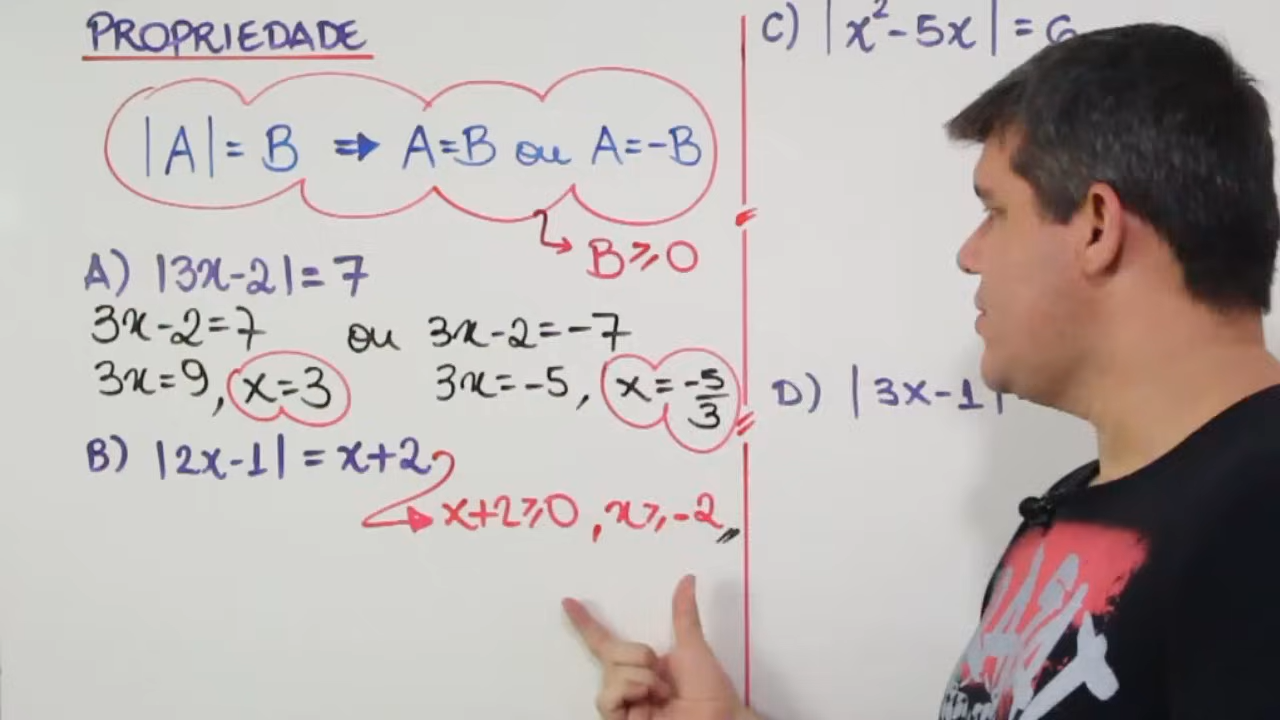 PROPRIEDADE
|A| = B ⇒ A=B ou A=-B
B⩾0
A) |3x-2|=7
3x-2=7 ou 3x-2=-7
3x=9, x=3 3x=-5, x=-5/3
B) |2x-1| = x+2
x+2⩾0, x⩾-2
C) |x²-5x| = 6
D) |3x-1|